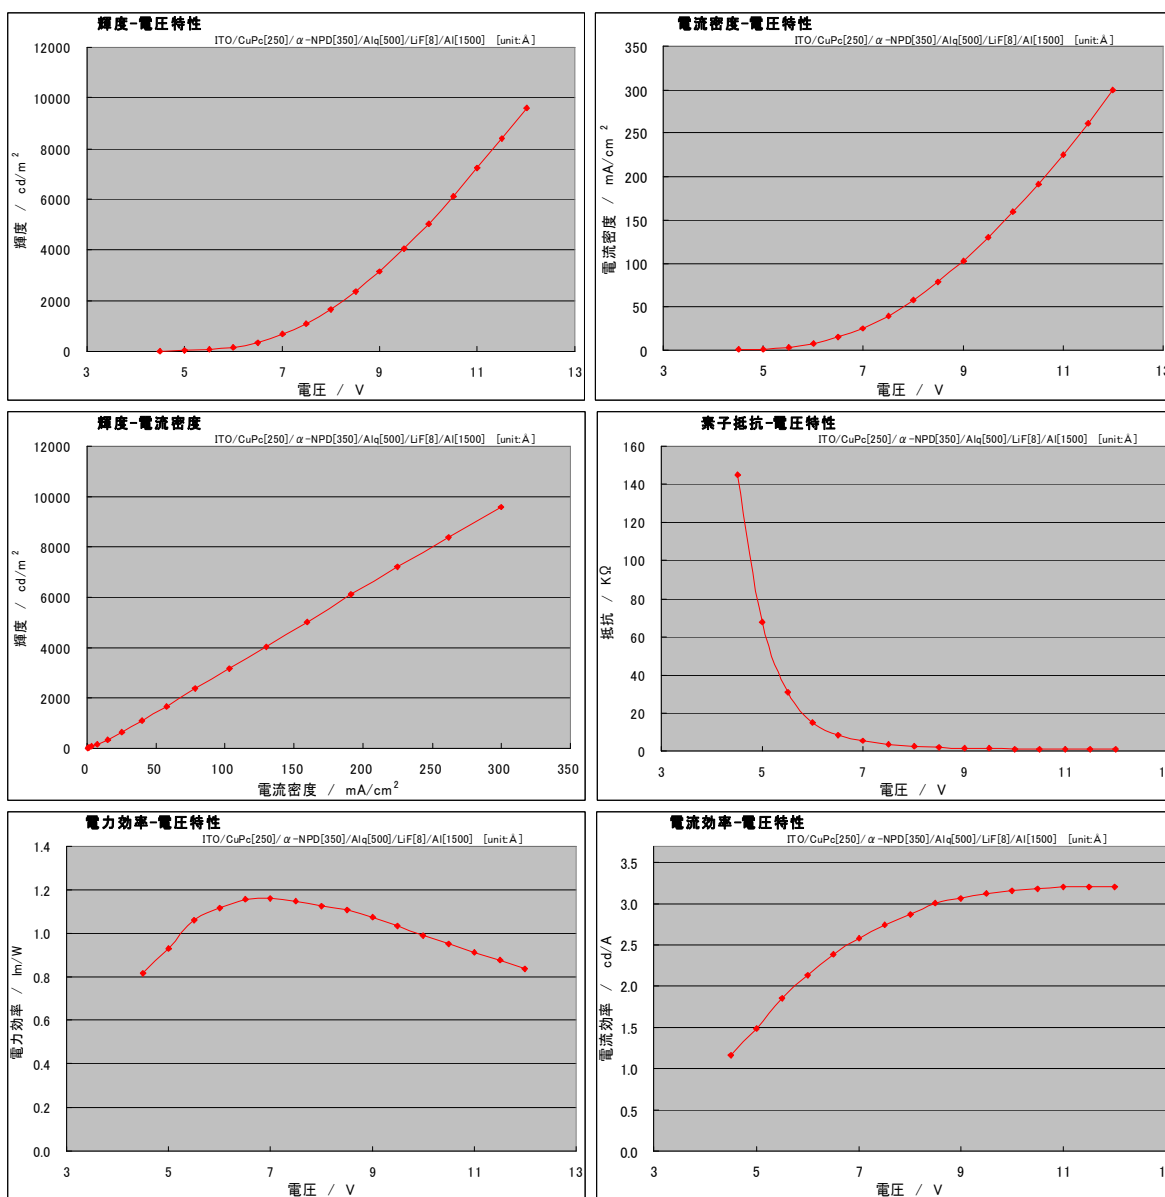 輝度-電圧特性
ITO/CuPc[250]/α-NPD[350]/Alq[500]/LiF[8]/Al[1500] [unit:Å]
12000
10000
8000
6000
4000
2000
0
3 5 7 9 11 13
輝度 / cd/m²
電圧 / V
電流密度-電圧特性
ITO/CuPc[250]/α-NPD[350]/Alq[500]/LiF[8]/Al[1500] [unit:Å]
350
300
250
200
150
100
50
0
3 5 7 9 11 13
電流密度 / mA/cm²
電圧 / V
輝度-電流密度
ITO/CuPc[250]/α-NPD[350]/Alq[500]/LiF[8]/Al[1500] [unit:Å]
12000
10000
8000
6000
4000
2000
0
0 50 100 150 200 250 300 350
輝度 / cd/m²
電流密度 / mA/cm²
素子抵抗-電圧特性
ITO/CuPc[250]/α-NPD[350]/Alq[500]/LiF[8]/Al[1500] [unit:Å]
160
140
120
100
80
60
40
20
0
3 5 7 9 11
抵抗 / KΩ
電圧 / V
電力効率-電圧特性
ITO/CuPc[250]/α-NPD[350]/Alq[500]/LiF[8]/Al[1500] [unit:Å]
1.4
1.2
1.0
0.8
0.6
0.4
0.2
0.0
3 5 7 9 11 13
電力効率 / lm/W
電圧 / V
電流効率-電圧特性
ITO/CuPc[250]/α-NPD[350]/Alq[500]/LiF[8]/Al[1500] [unit:Å]
3.5
3.0
2.5
2.0
1.5
1.0
0.5
0.0
3 5 7 9 11
電流効率 / cd/A
電圧 / V